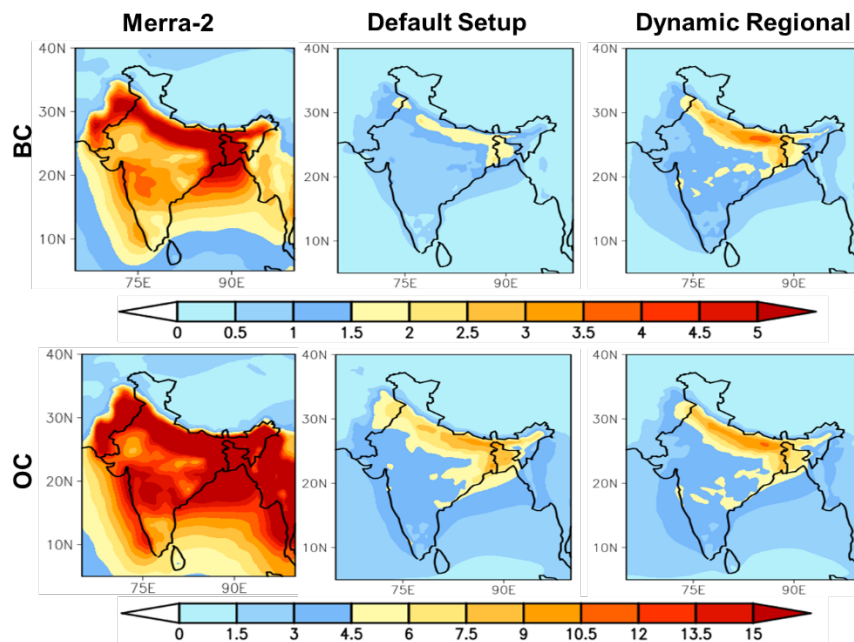 Merra-2 Default Setup Dynamic Regional
40N 40N 40N
30N 30N 30N
BC
20N 20N 20N
10N 10N 10N
75E 90E 75E 90E 75E 90E
0 0.5 1 1.5 2 2.5 3 3.5 4 4.5 5
40N 40N 40N
30N 30N 30N
OC
20N 20N 20N
10N 10N 10N
75E 90E 75E 90E 75E 90E
0 1.5 3 4.5 6 7.5 9 10.5 12 13.5 15